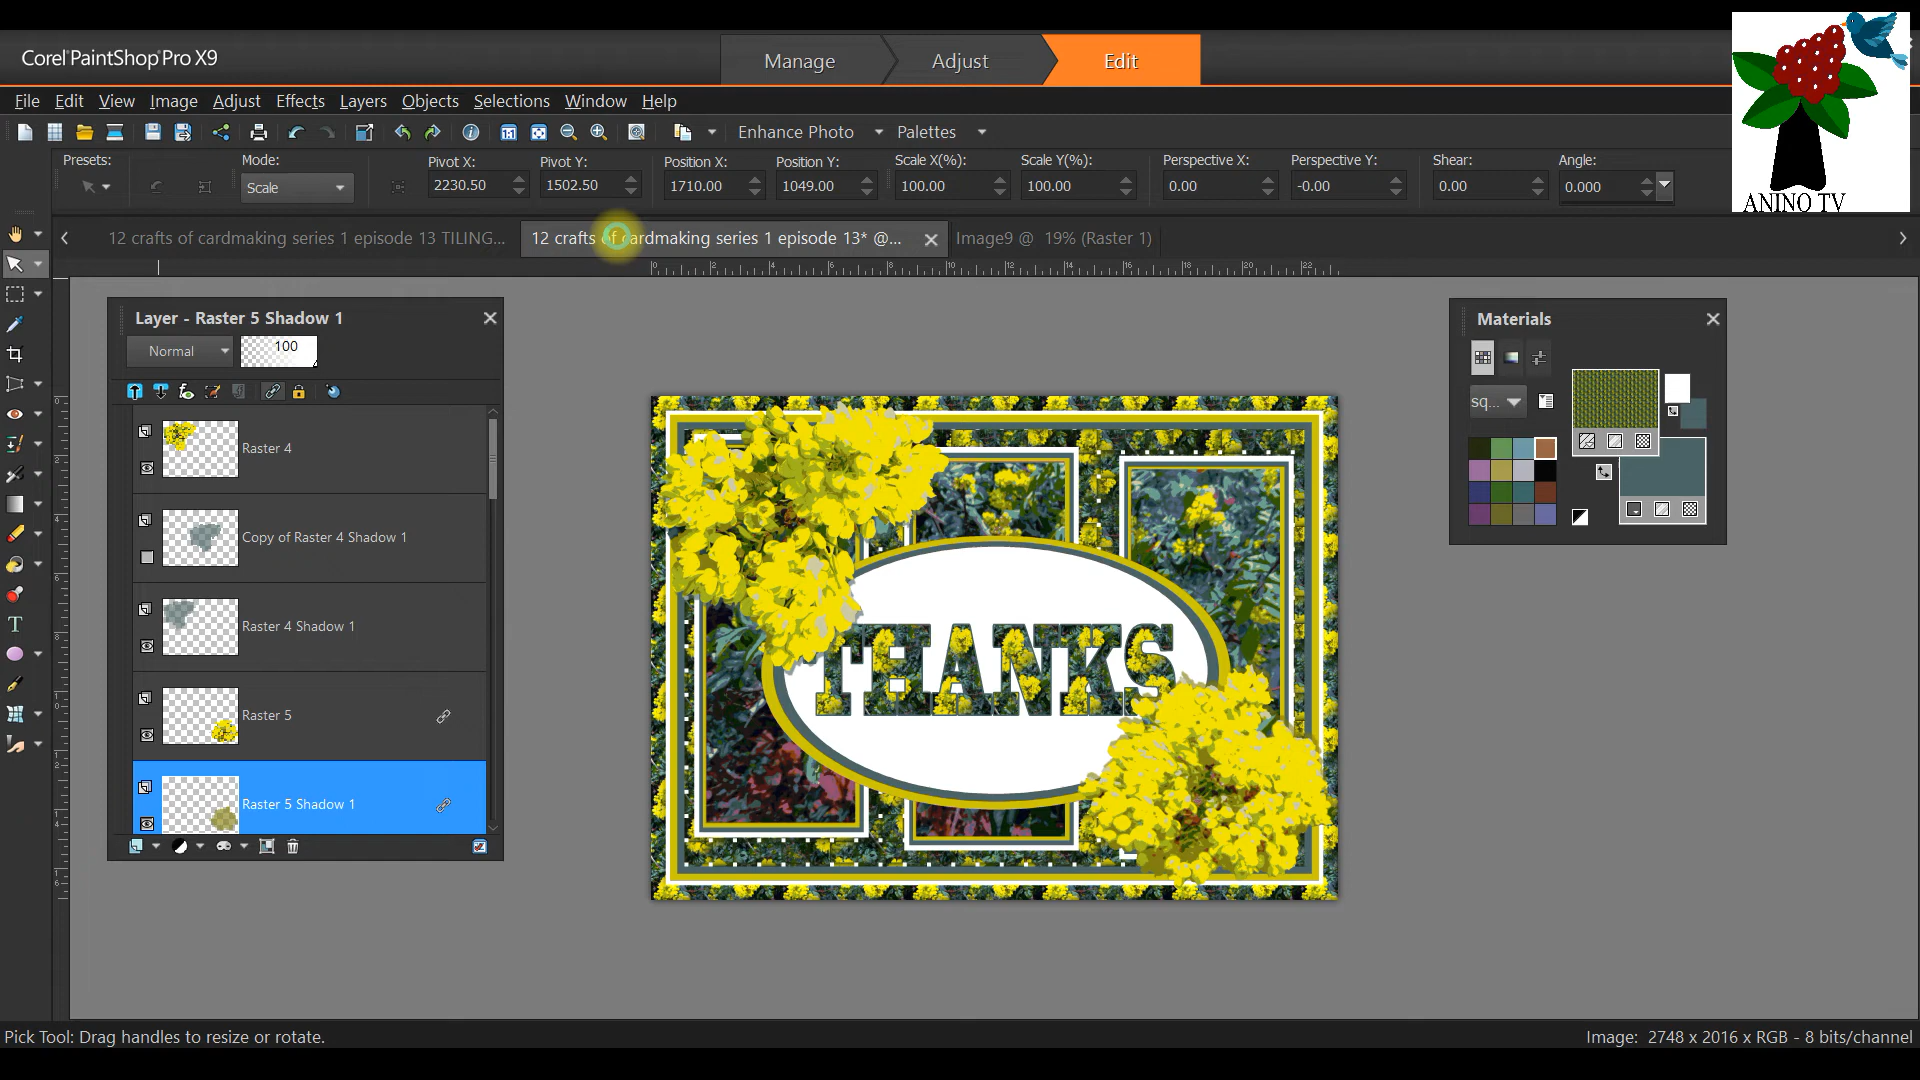 Corel PaintShop Pro X9
Manage
Adjust
Edit
ANINO TV
File Edit View Image Adjust Effects Layers Objects Selections Window Help
Enhance Photo
Palettes
Presets:
Mode:
Scale
Pivot X:
2230.50
Pivot Y:
1502.50
Position X:
1710.00
Position Y:
1049.00
Scale X(%):
100.00
Scale Y(%):
100.00
Perspective X:
0.00
Perspective Y:
-0.00
Shear:
0.00
Angle:
0.000
12 crafts of cardmaking series 1 episode 13 TILING...
12 crafts of cardmaking series 1 episode 13* @...
Image9 @ 19% (Raster 1)
Layer - Raster 5 Shadow 1
Normal
100
Raster 4
Copy of Raster 4 Shadow 1
Raster 4 Shadow 1
Raster 5
Raster 5 Shadow 1
THANKS
Materials
sq...
Pick Tool: Drag handles to resize or rotate.
Image: 2748 x 2016 x RGB - 8 bits/channel